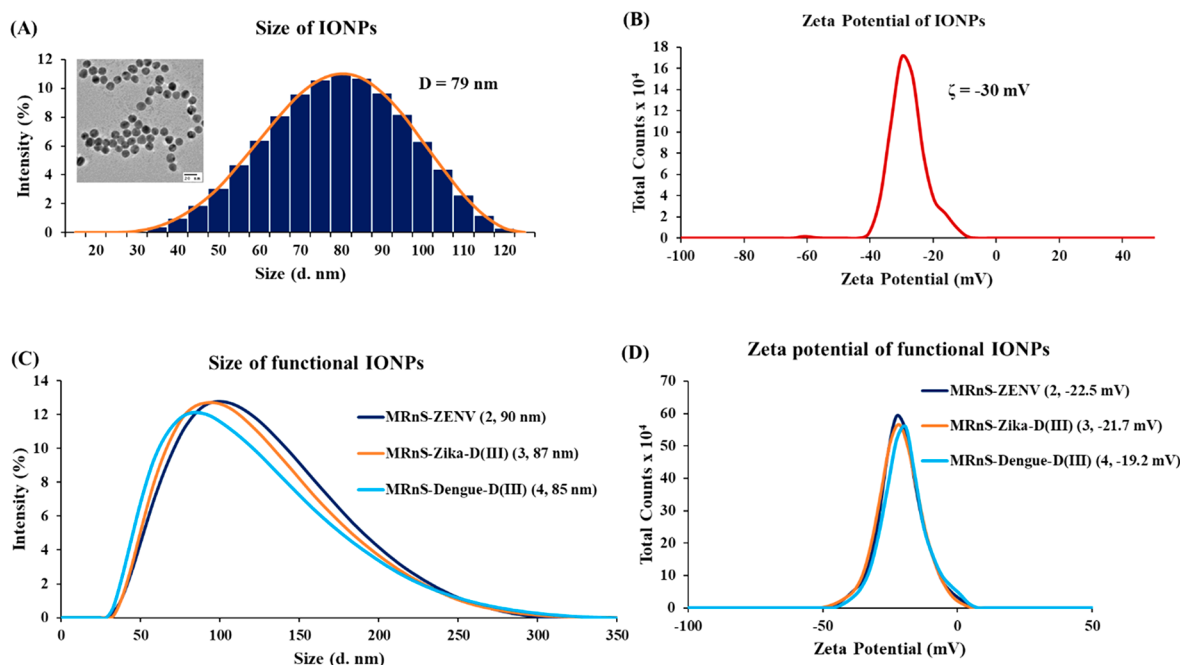 (A)
Size of IONPs
D = 79 nm
Intensity (%)
12
10
8
6
4
2
0
20 30 40 50 60 70 80 90 100 110 120
Size (d. nm)
(B)
Zeta Potential of IONPs
ζ = -30 mV
Total Counts x 10⁴
18
16
14
12
10
8
6
4
2
0
-100 -80 -60 -40 -20 0 20 40
Zeta Potential (mV)
(C)
Size of functional IONPs
MRnS-ZENV (2, 90 nm)
MRnS-Zika-D(III) (3, 87 nm)
MRnS-Dengue-D(III) (4, 85 nm)
Intensity (%)
14
12
10
8
6
4
2
0
0 50 100 150 200 250 300 350
Size (d. nm)
(D)
Zeta potential of functional IONPs
MRnS-ZENV (2, -22.5 mV)
MRnS-Zika-D(III) (3, -21.7 mV)
MRnS-Dengue-D(III) (4, -19.2 mV)
Total Counts x 10⁴
70
60
50
40
30
20
10
0
-100 -50 0 50
Zeta Potential (mV)